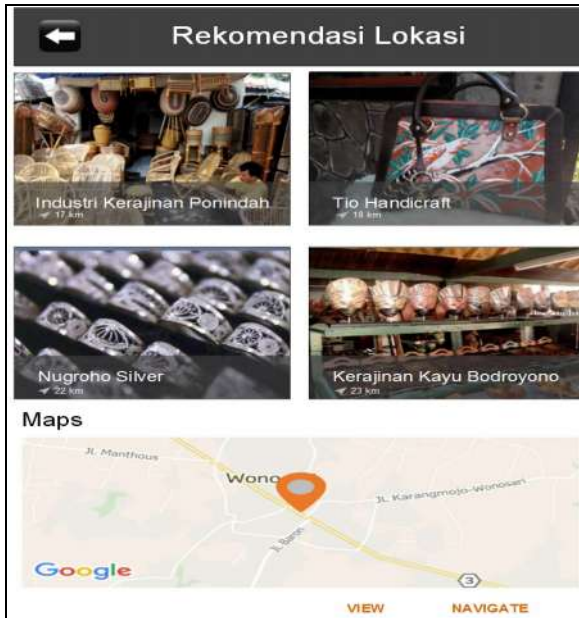 Rekomendasi Lokasi
Industri Kerajinan Ponindah
17 km
Tio Handicraft
18 km
Nugroho Silver
22 km
Kerajinan Kayu Bodroyono
23 km
Maps
Jl. Manthous
Wono
Jl. Karangmojo-Wonosari
Jl. Baron
Google
3
VIEW NAVIGATE